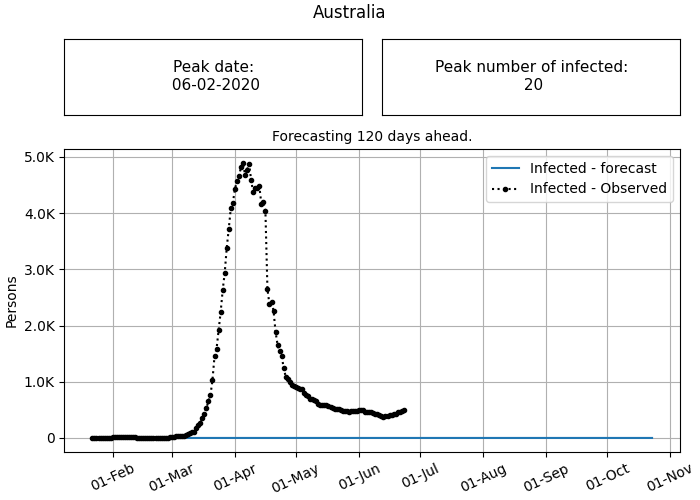 Australia
Peak date:
06-02-2020
Peak number of infected:
20
Forecasting 120 days ahead.
5.0K
4.0K
3.0K
2.0K
1.0K
0
Persons
Infected - forecast
Infected - Observed
01-Feb
01-Mar
01-Apr
01-May
01-Jun
01-Jul
01-Aug
01-Sep
01-Oct
01-Nov